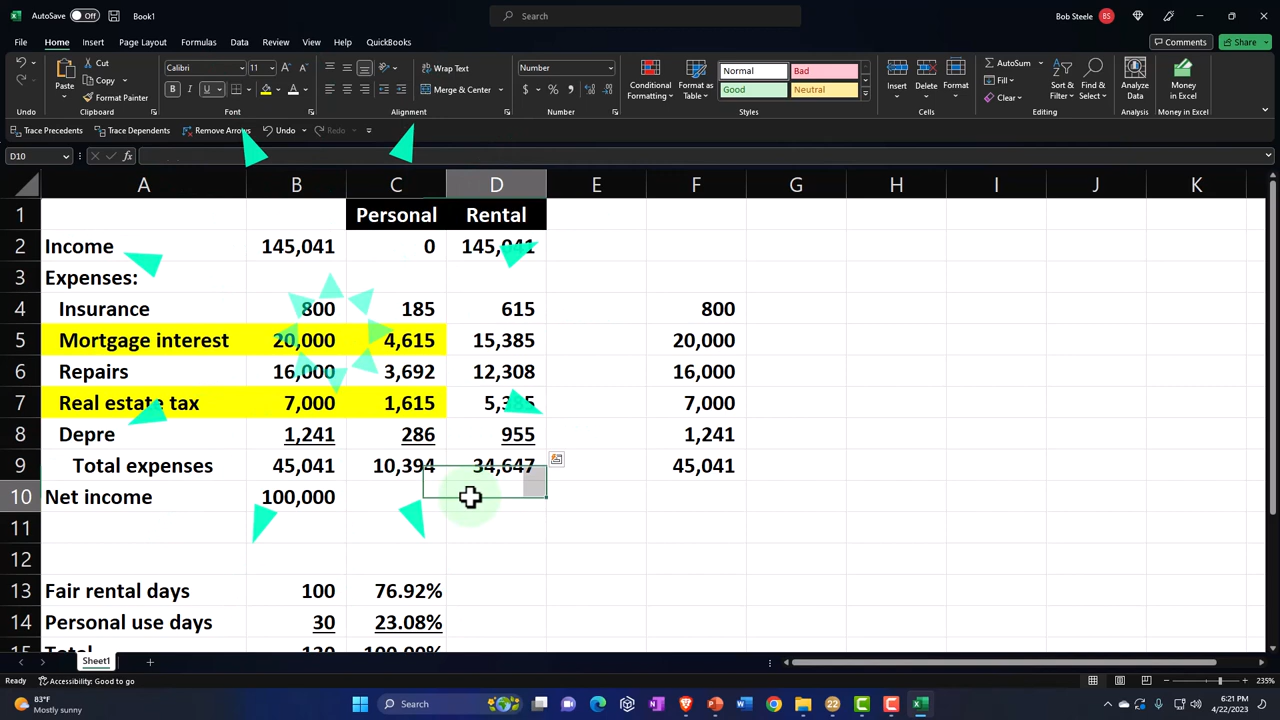 AutoSave Off Book1 Search Bob Steele BS
File Home Insert Page Layout Formulas Data Review View Help QuickBooks Comments Share
Paste Cut Copy Format Painter Calibri 11 Wrap Text Merge & Center Number Conditional Formatting Format as Table Normal Bad Good Neutral Insert Delete Format AutoSum Fill Clear Sort & Filter Find & Select Analyze Data Money in Excel
Undo Clipboard Font Alignment Number Styles Cells Editing Analysis Money in Excel
Trace Precedents Trace Dependents Remove Arrows Undo Redo
D10 fx
A B C D E F G H I J K
1 Personal Rental
2 Income 145,041 0 145,041
3 Expenses:
4 Insurance 800 185 615 800
5 Mortgage interest 20,000 4,615 15,385 20,000
6 Repairs 16,000 3,692 12,308 16,000
7 Real estate tax 7,000 1,615 5,385 7,000
8 Depre 1,241 286 955 1,241
9 Total expenses 45,041 10,394 34,647 45,041
10 Net income 100,000
11
12
13 Fair rental days 100 76.92%
14 Personal use days 30 23.08%
15 Total 130 100.00%
Sheet1
Ready Accessibility: Good to go 235%
83°F Mostly sunny Search 22 6:21 PM 4/22/2023